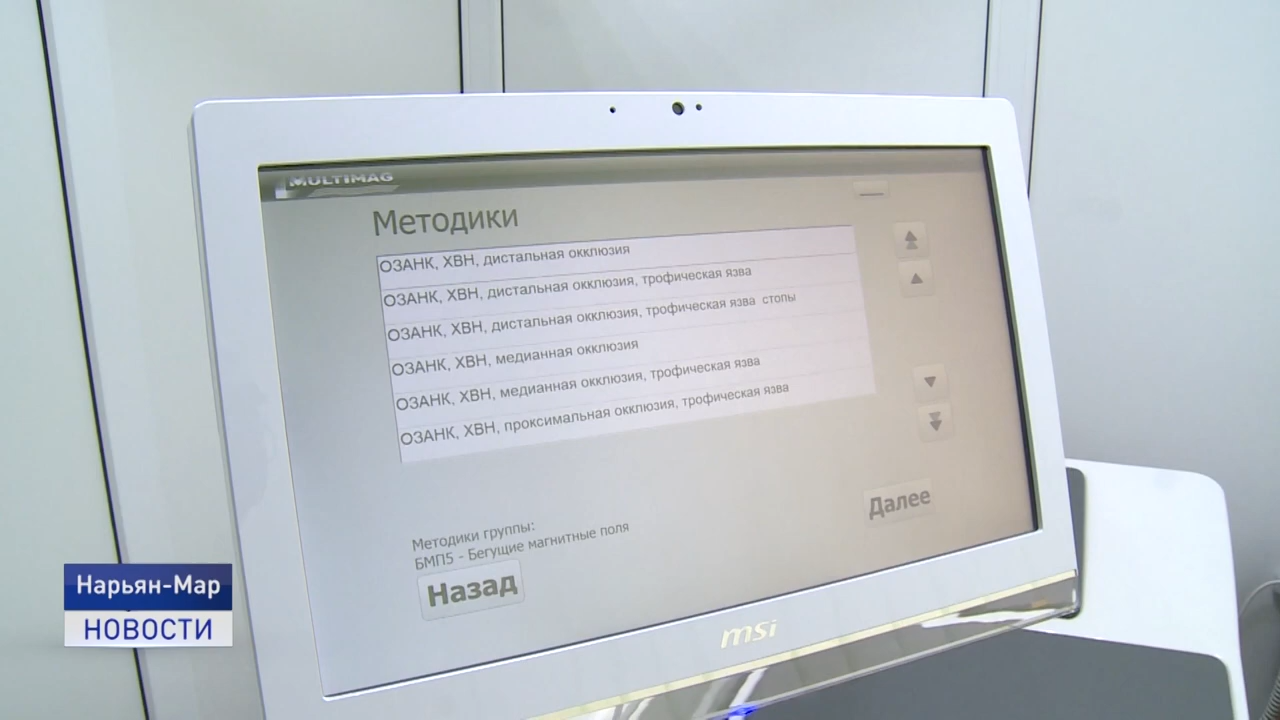 MULTIMAG
Методики
ОЗАНК, ХВН, дистальная окклюзия
ОЗАНК, ХВН, дистальная окклюзия, трофическая язва
ОЗАНК, ХВН, дистальная окклюзия, трофическая язва стопы
ОЗАНК, ХВН, медианная окклюзия
ОЗАНК, ХВН, медианная окклюзия, трофическая язва
ОЗАНК, ХВН, проксимальная окклюзия, трофическая язва
Далее
Методики группы:
БМП5 - Бегущие магнитные поля
Назад
msi
Нарьян-Мар
НОВОСТИ